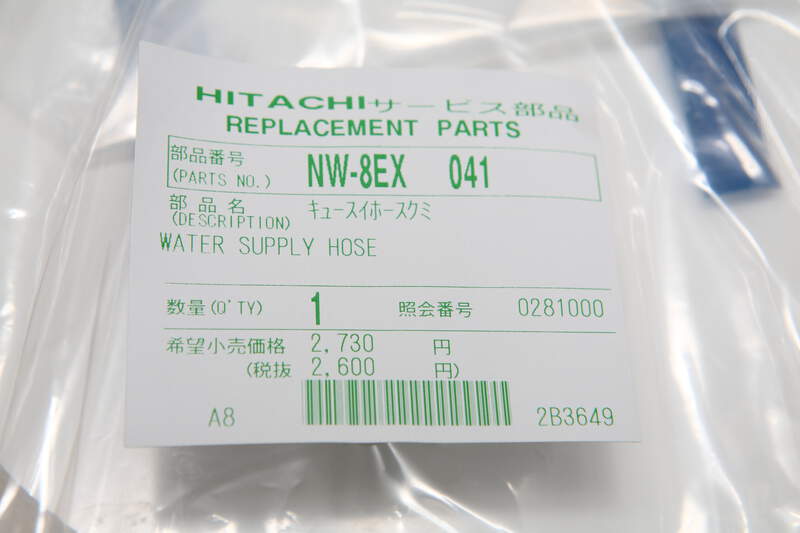 HITACHIサービス部品
REPLACEMENT PARTS
部品番号
(PARTS NO.) NW-8EX 041
部品名 ｷｭｰｽｲﾎｰｽｸﾐ
(DESCRIPTION)
WATER SUPPLY HOSE
数量(Q'TY) 1 照会番号 0281000
希望小売価格 2,730 円
(税抜 2,600 円)
A8 2B3649